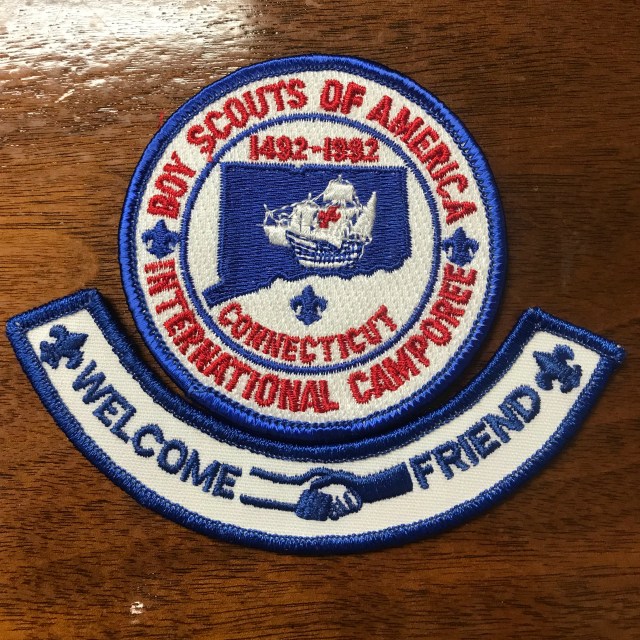 BOY SCOUTS OF AMERICA
1492-1992
CONNECTICUT
INTERNATIONAL CAMPOREE
WELCOME FRIEND